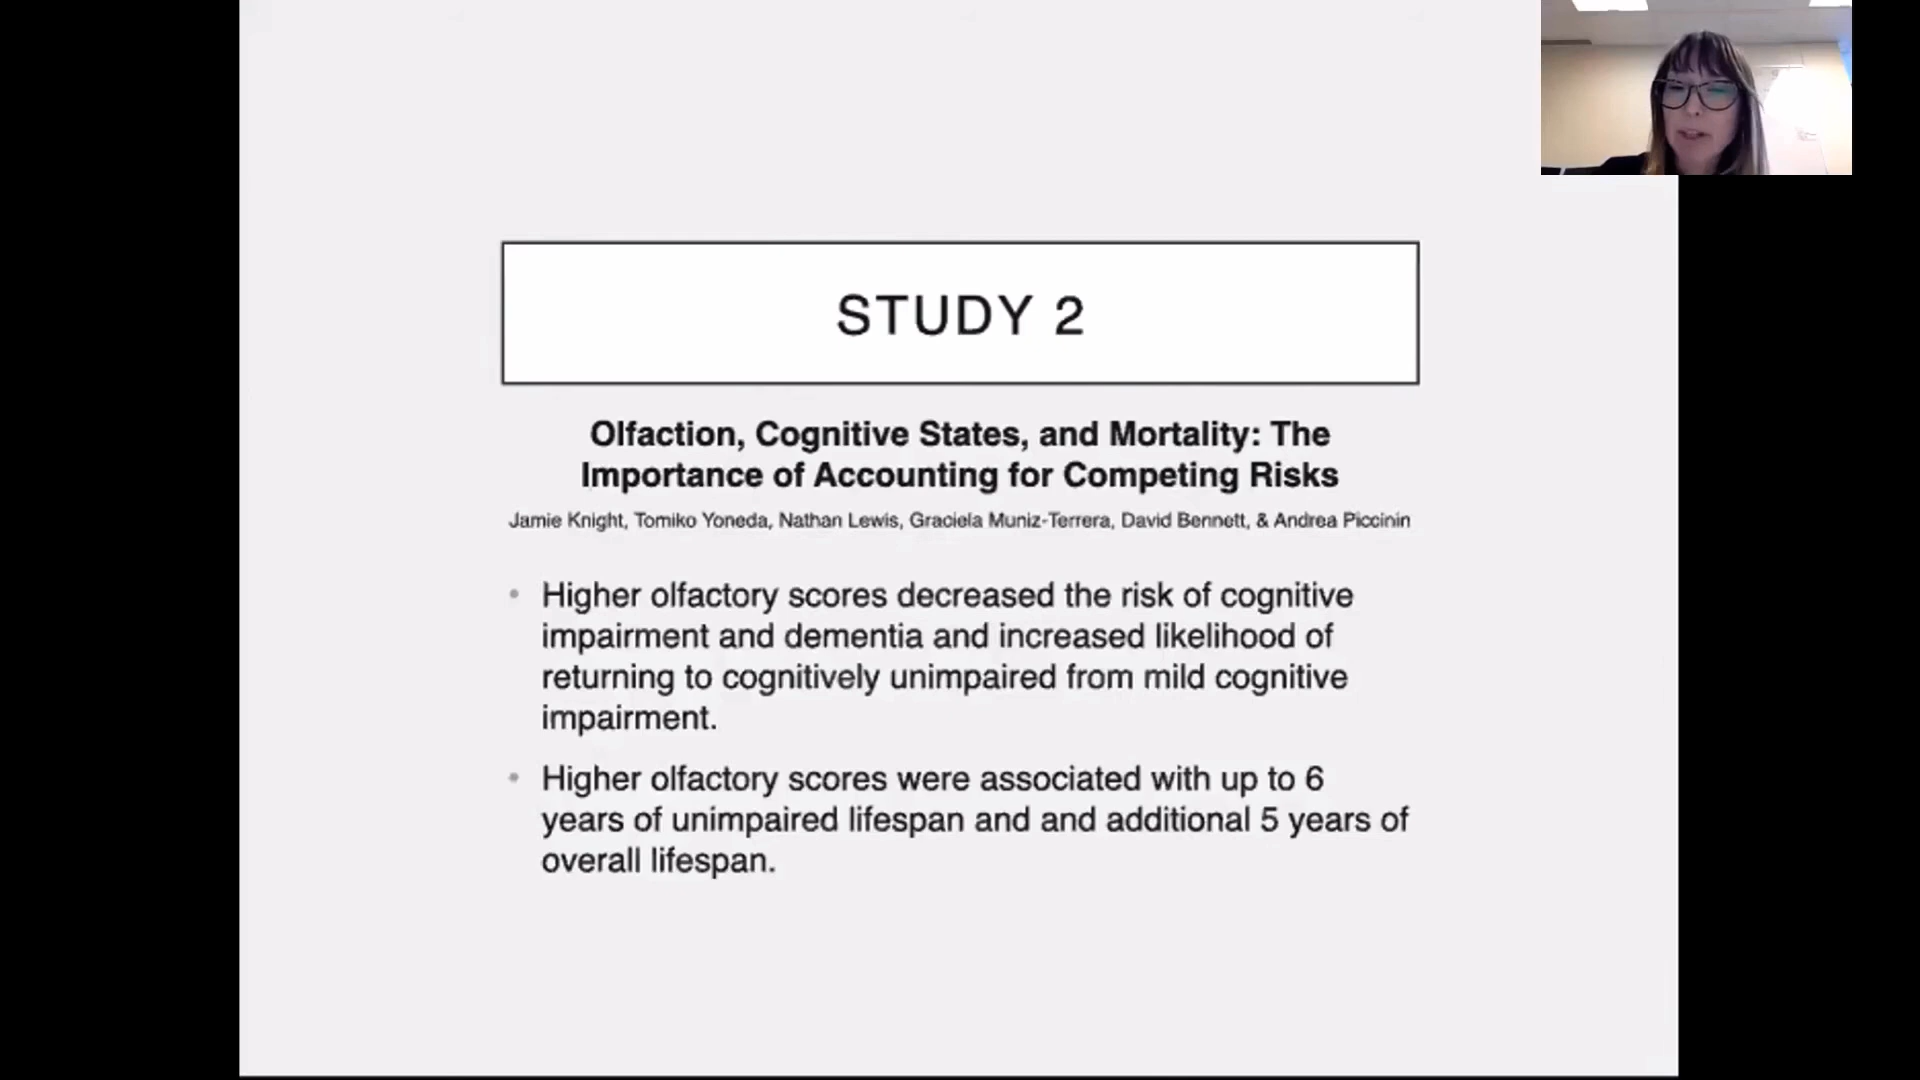 STUDY 2
Olfaction, Cognitive States, and Mortality: The
Importance of Accounting for Competing Risks
Jamie Knight, Tomiko Yoneda, Nathan Lewis, Graciela Muniz-Terrera, David Bennett, & Andrea Piccinin
• Higher olfactory scores decreased the risk of cognitive
impairment and dementia and increased likelihood of
returning to cognitively unimpaired from mild cognitive
impairment.
• Higher olfactory scores were associated with up to 6
years of unimpaired lifespan and and additional 5 years of
overall lifespan.